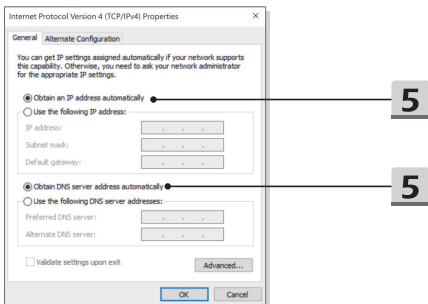 Internet Protocol Version 4 (TCP/IPv4) Properties
General Alternate Configuration
You can get IP settings assigned automatically if your network supports
this capability. Otherwise, you need to ask your network administrator
for the appropriate IP settings.
Obtain an IP address automatically
5
Use the following IP address:
IP address:
Subnet mask:
Default gateway:
Obtain DNS server address automatically
5
Use the following DNS server addresses:
Preferred DNS server:
Alternate DNS server:
Validate settings upon exit
Advanced...
OK Cancel